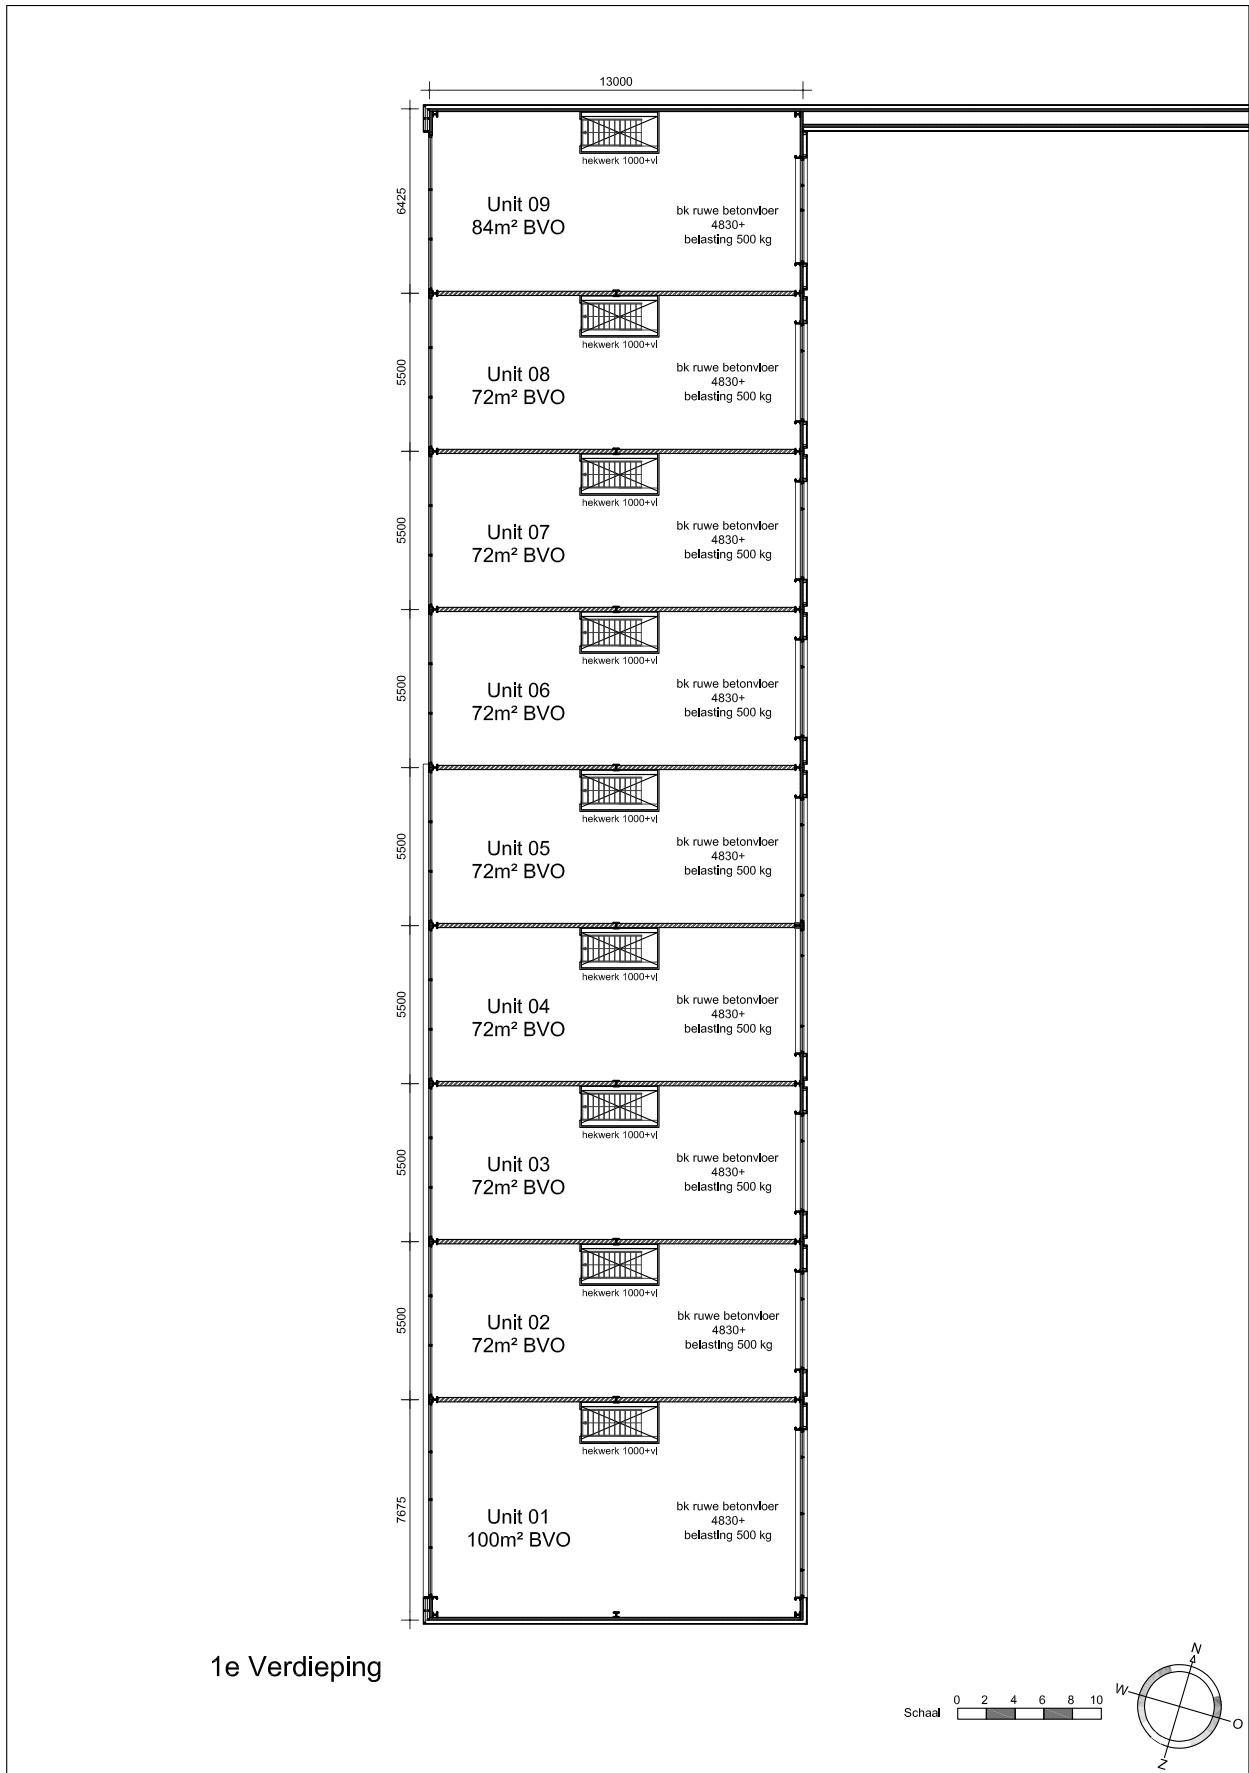 13000
6425
hekwerk 1000+vl
Unit 09
84m² BVO
bk ruwe betonvloer
4830+
belasting 500 kg
5500
hekwerk 1000+vl
Unit 08
72m² BVO
bk ruwe betonvloer
4830+
belasting 500 kg
5500
hekwerk 1000+vl
Unit 07
72m² BVO
bk ruwe betonvloer
4830+
belasting 500 kg
5500
hekwerk 1000+vl
Unit 06
72m² BVO
bk ruwe betonvloer
4830+
belasting 500 kg
5500
hekwerk 1000+vl
Unit 05
72m² BVO
bk ruwe betonvloer
4830+
belasting 500 kg
5500
hekwerk 1000+vl
Unit 04
72m² BVO
bk ruwe betonvloer
4830+
belasting 500 kg
5500
hekwerk 1000+vl
Unit 03
72m² BVO
bk ruwe betonvloer
4830+
belasting 500 kg
5500
hekwerk 1000+vl
Unit 02
72m² BVO
bk ruwe betonvloer
4830+
belasting 500 kg
7675
hekwerk 1000+vl
Unit 01
100m² BVO
bk ruwe betonvloer
4830+
belasting 500 kg
1e Verdieping
Schaal 0 2 4 6 8 10
N
W
O
Z